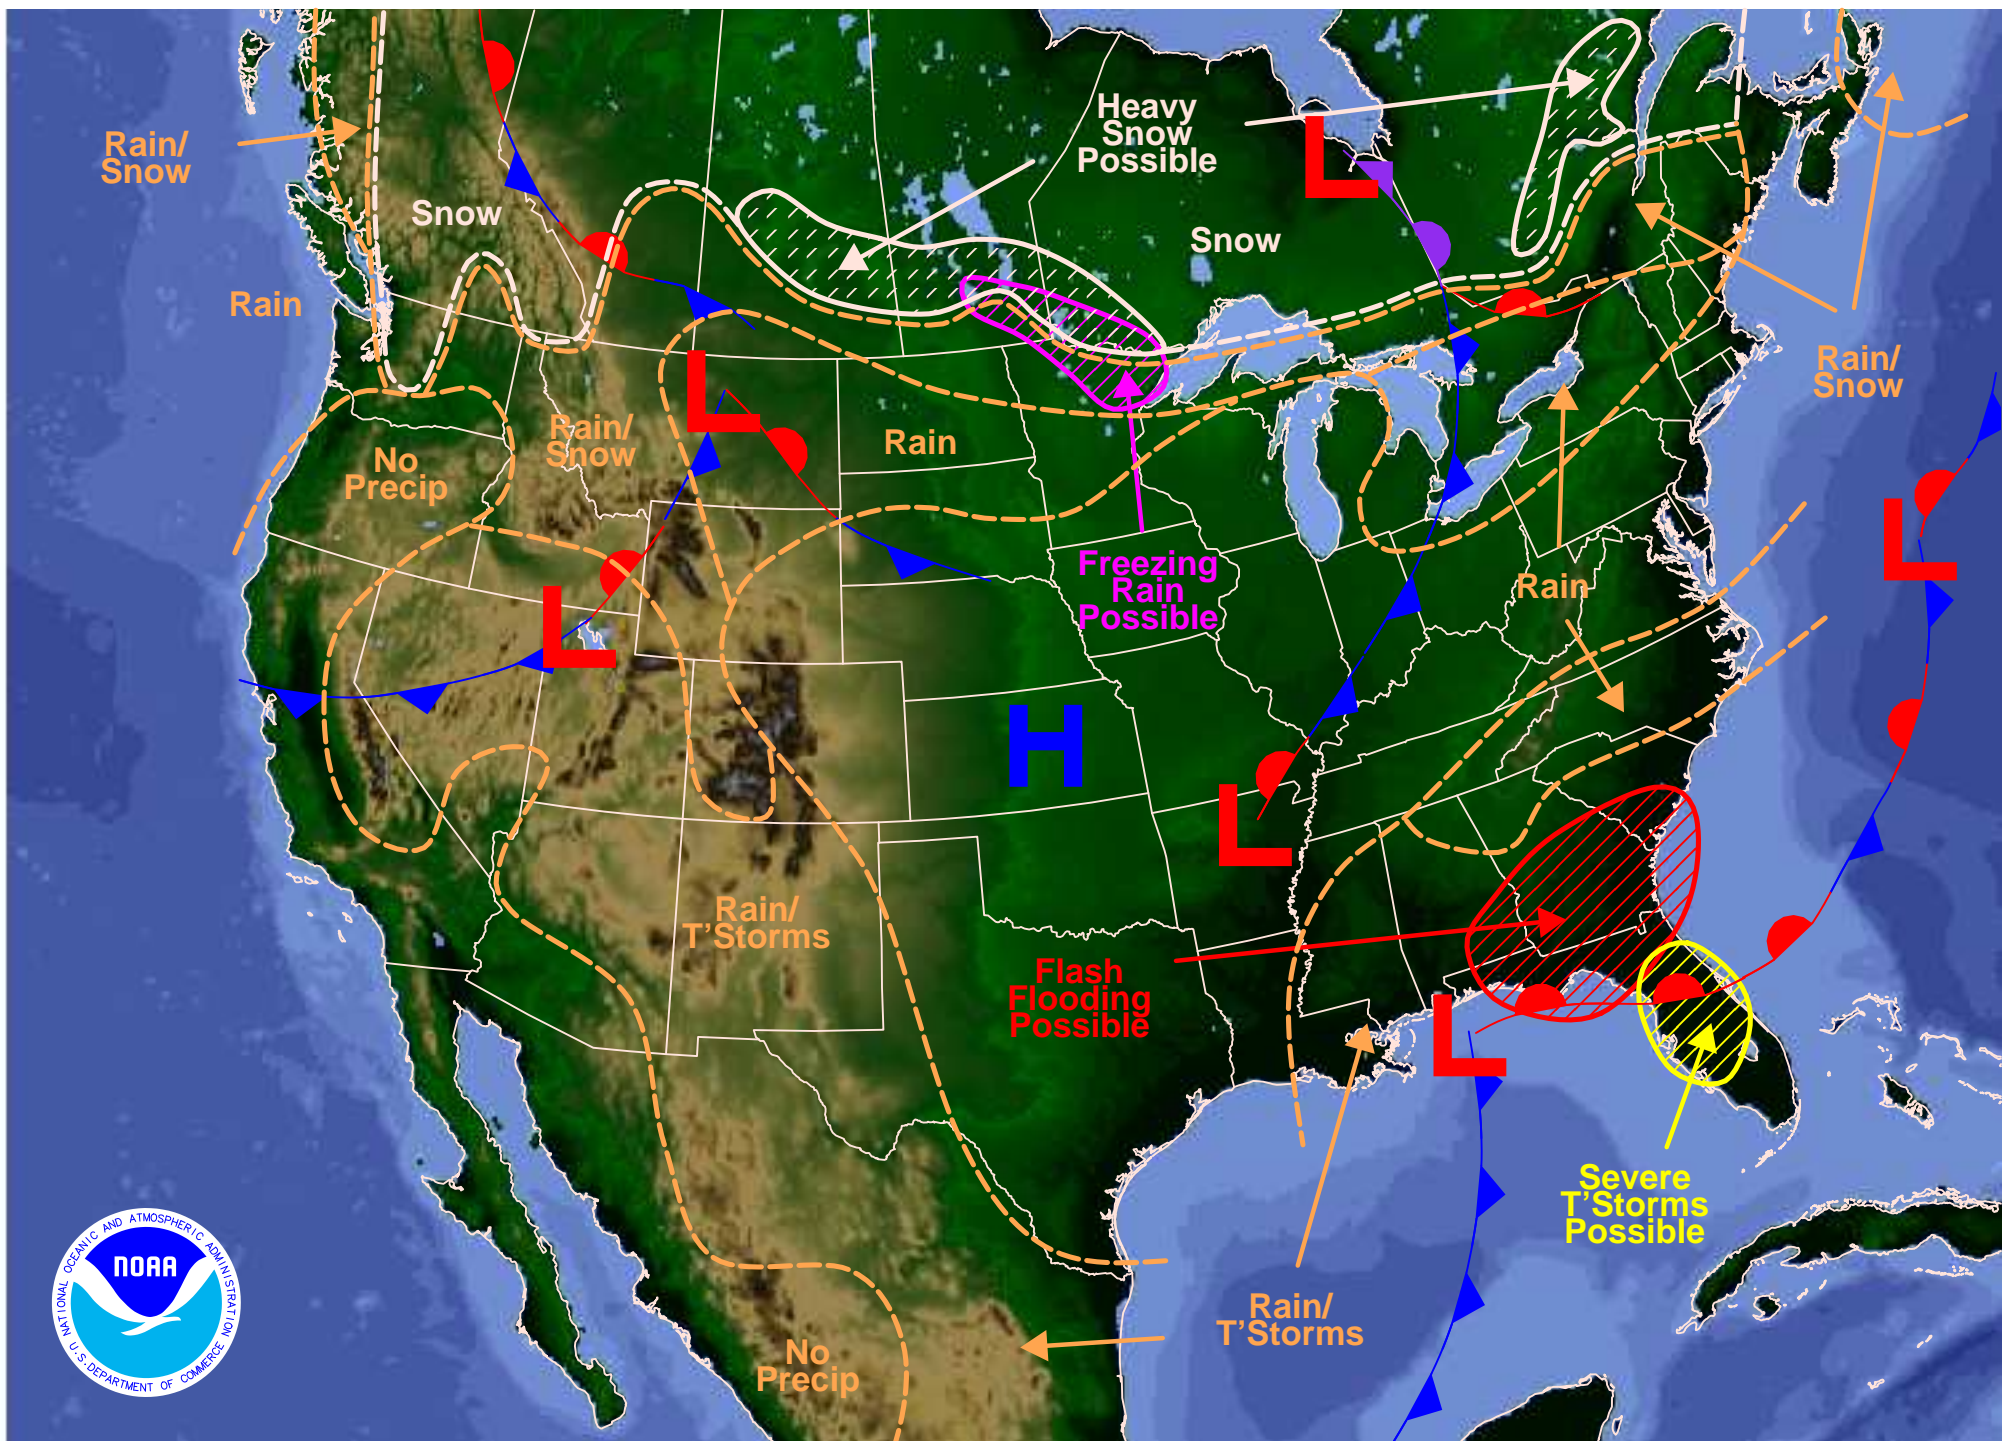 Heavy
Snow
Possible
Rain/
Snow
Snow
Snow
L
Rain
Rain/
Snow
L
Rain/
Snow
Rain
No
Precip
L
Freezing
Rain
Possible
Rain
L
H
L
Rain/
T'Storms
Flash
Flooding
Possible
L
Severe
T'Storms
Possible
Rain/
T'Storms
No
Precip
NATIONAL OCEANIC AND ATMOSPHERIC ADMINISTRATION
NOAA
U.S. DEPARTMENT OF COMMERCE